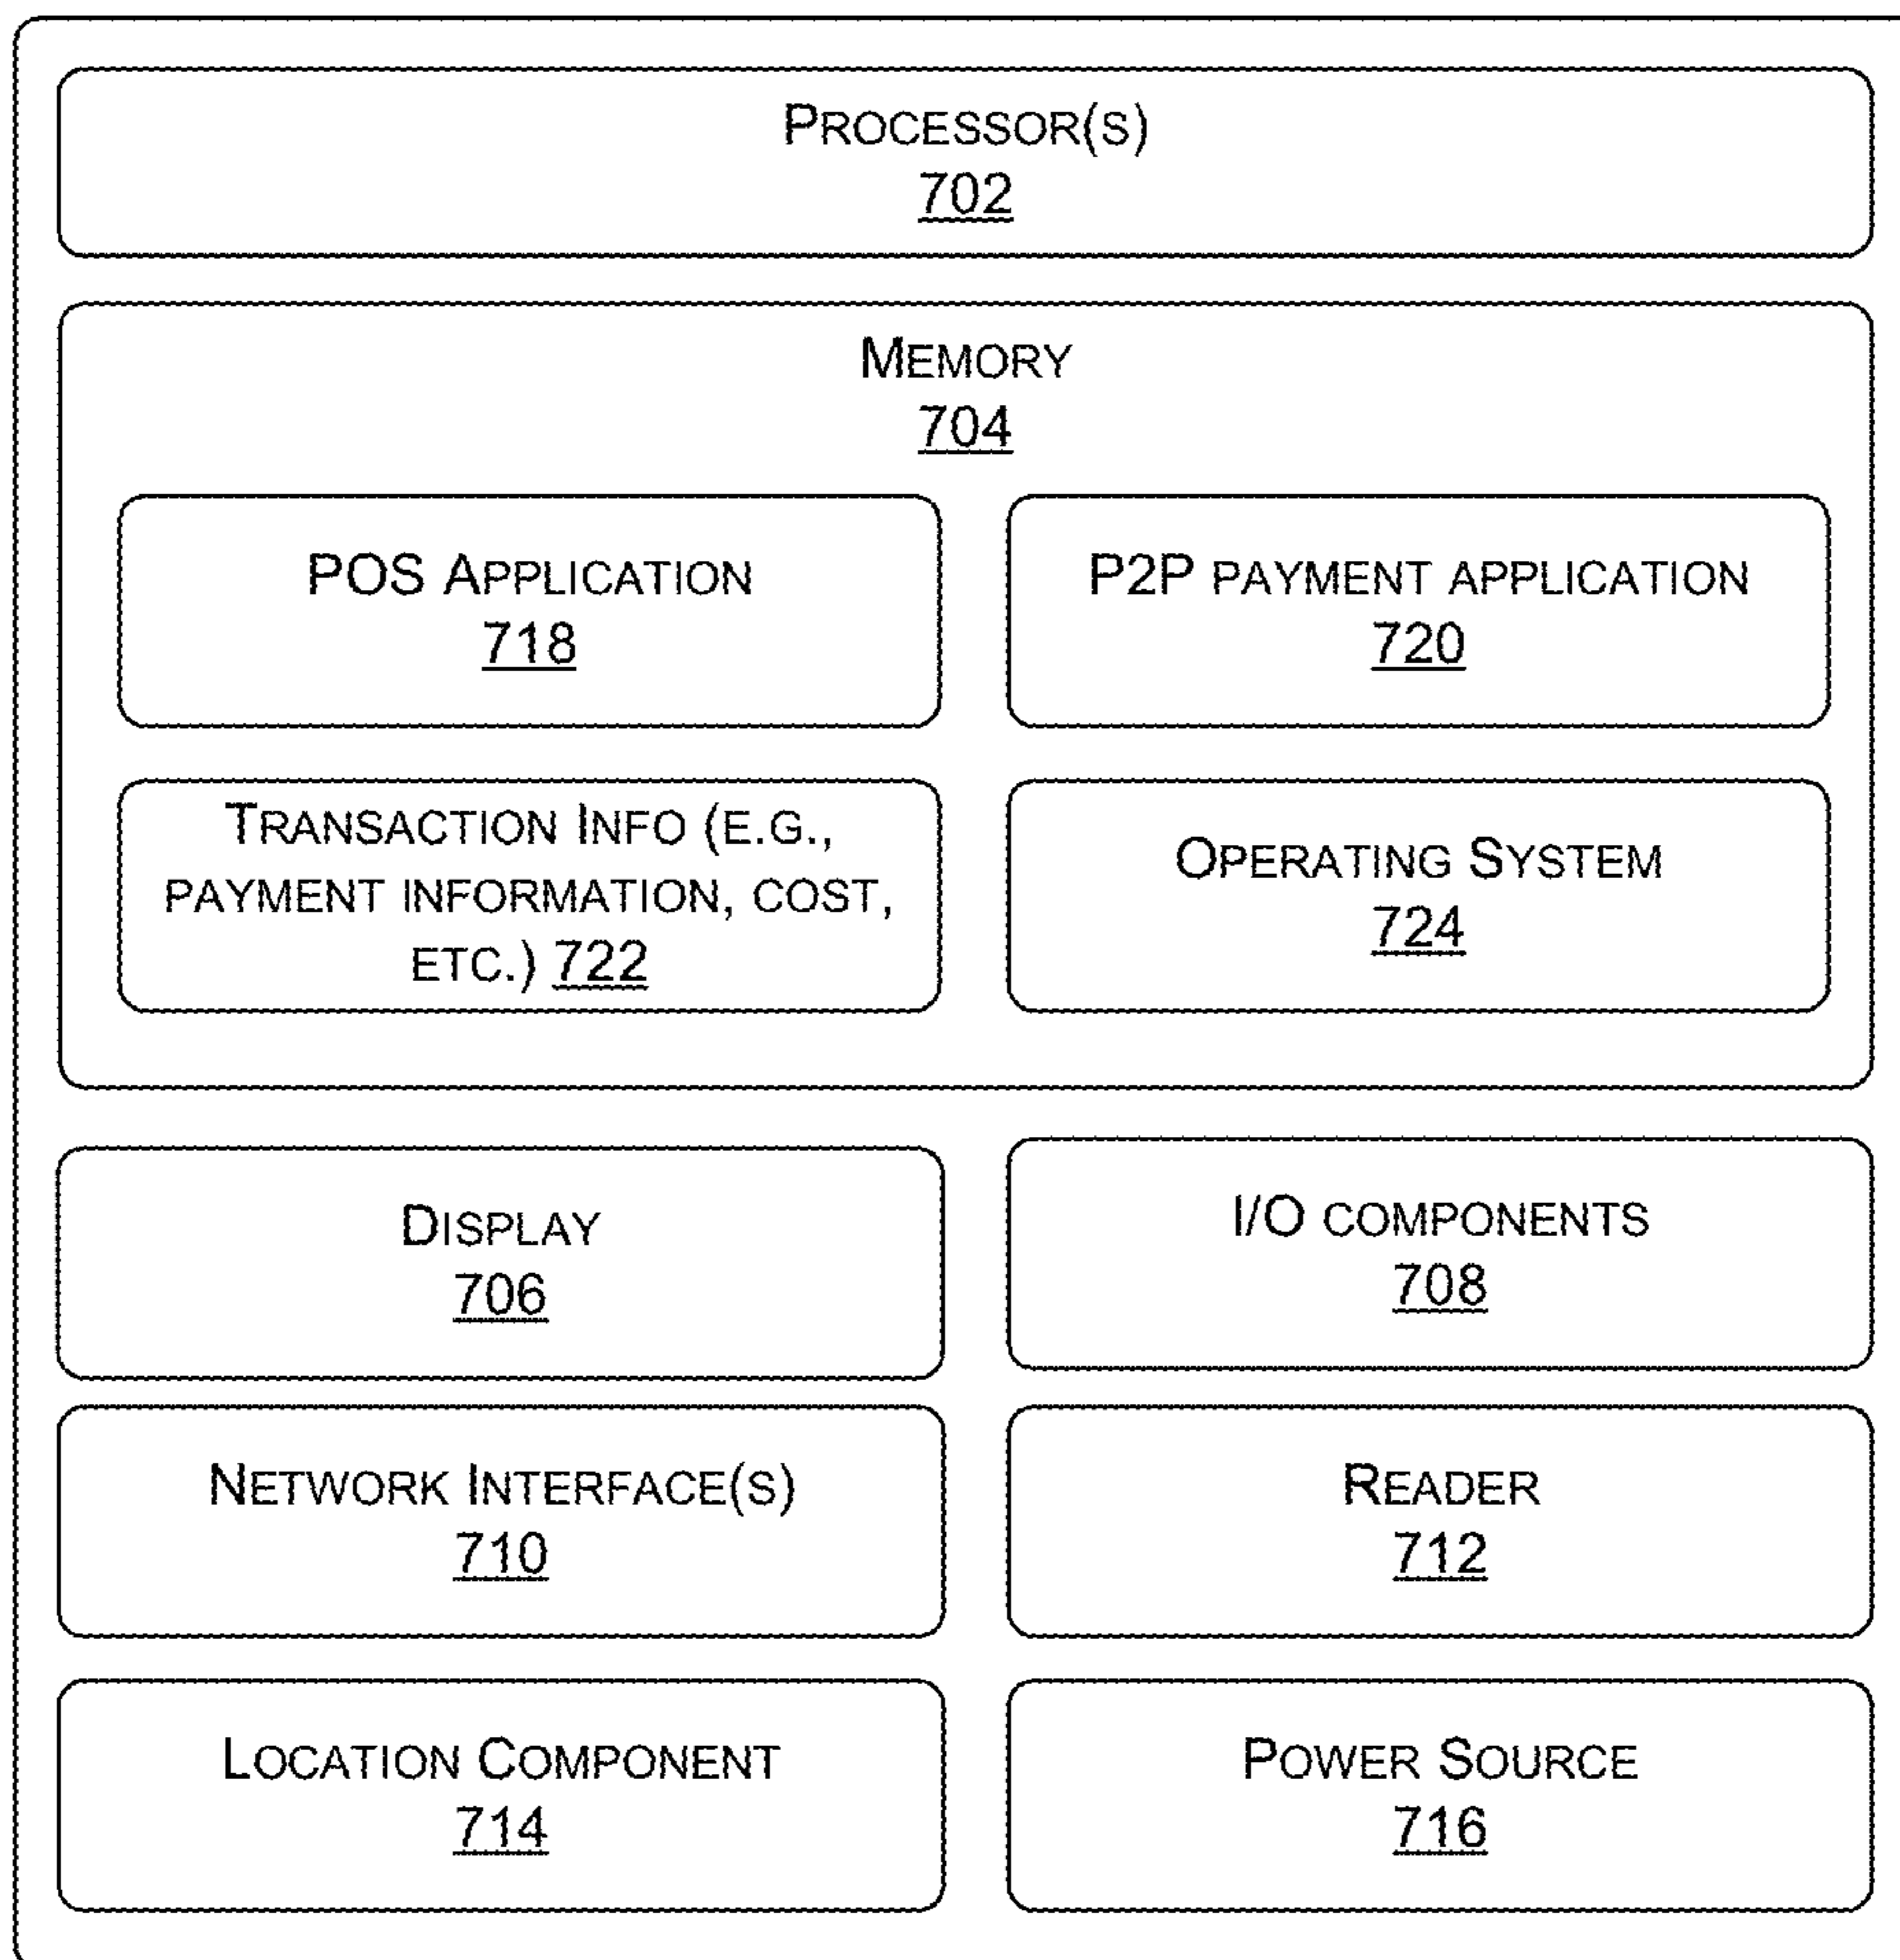 PROCESSOR(S)
702
MEMORY
704
POS APPLICATION
718
P2P PAYMENT APPLICATION
720
TRANSACTION INFO (E.G.,
PAYMENT INFORMATION, COST,
ETC.) 722
OPERATING SYSTEM
724
DISPLAY
706
I/O COMPONENTS
708
NETWORK INTERFACE(S)
710
READER
712
LOCATION COMPONENT
714
POWER SOURCE
716